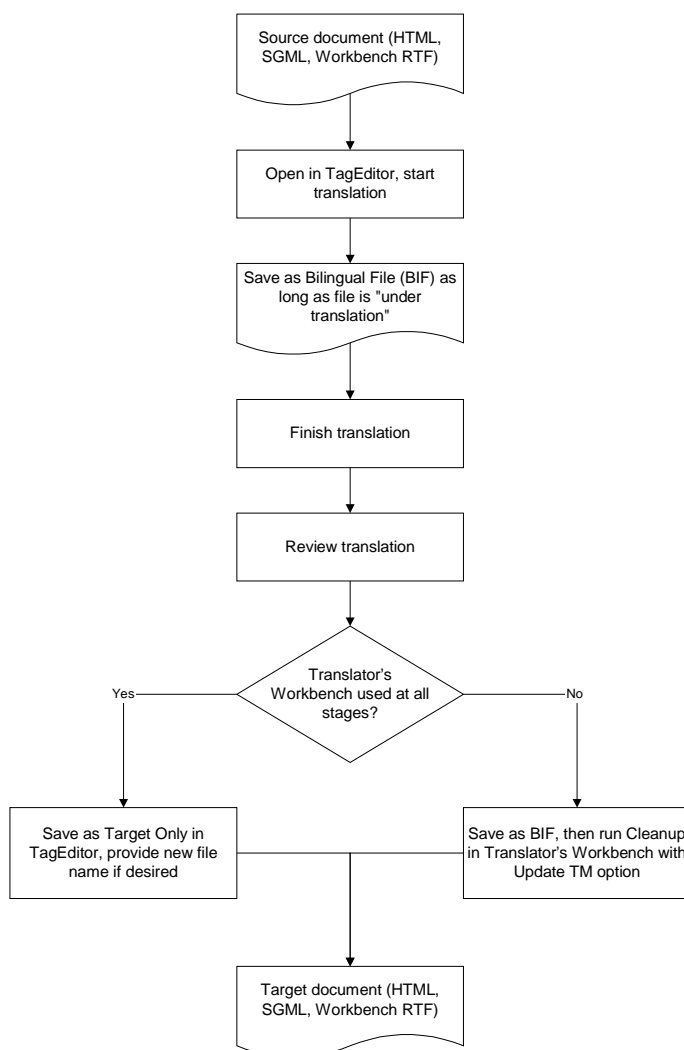 Source document (HTML,
SGML, Workbench RTF)
Open in TagEditor, start
translation
Save as Bilingual File (BIF) as
long as file is "under
translation"
Finish translation
Review translation
Translator's
Workbench used at all
stages?
Yes
No
Save as Target Only in
TagEditor, provide new file
name if desired
Save as BIF, then run Cleanup
in Translator's Workbench with
Update TM option
Target document (HTML,
SGML, Workbench RTF)